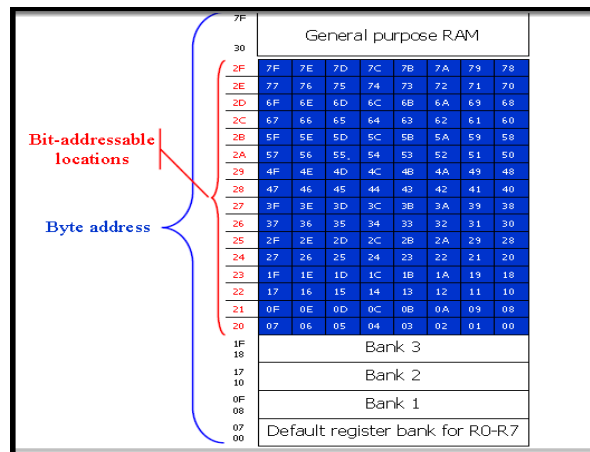 7F
General purpose RAM
30
2F 7F 7E 7D 7C 7B 7A 79 78
2E 77 76 75 74 73 72 71 70
2D 6F 6E 6D 6C 6B 6A 69 68
2C 67 66 65 64 63 62 61 60
Bit-addressable
locations
2B 5F 5E 5D 5C 5B 5A 59 58
2A 57 56 55. 54 53 52 51 50
29 4F 4E 4D 4C 4B 4A 49 48
28 47 46 45 44 43 42 41 40
27 3F 3E 3D 3C 3B 3A 39 38
Byte address
26 37 36 35 34 33 32 31 30
25 2F 2E 2D 2C 2B 2A 29 28
24 27 26 25 24 23 22 21 20
23 1F 1E 1D 1C 1B 1A 19 18
22 17 16 15 14 13 12 11 10
21 0F 0E 0D 0C 0B 0A 09 08
20 07 06 05 04 03 02 01 00
1F
Bank 3
18
17
Bank 2
10
0F
Bank 1
08
07
Default register bank for R0-R7
00